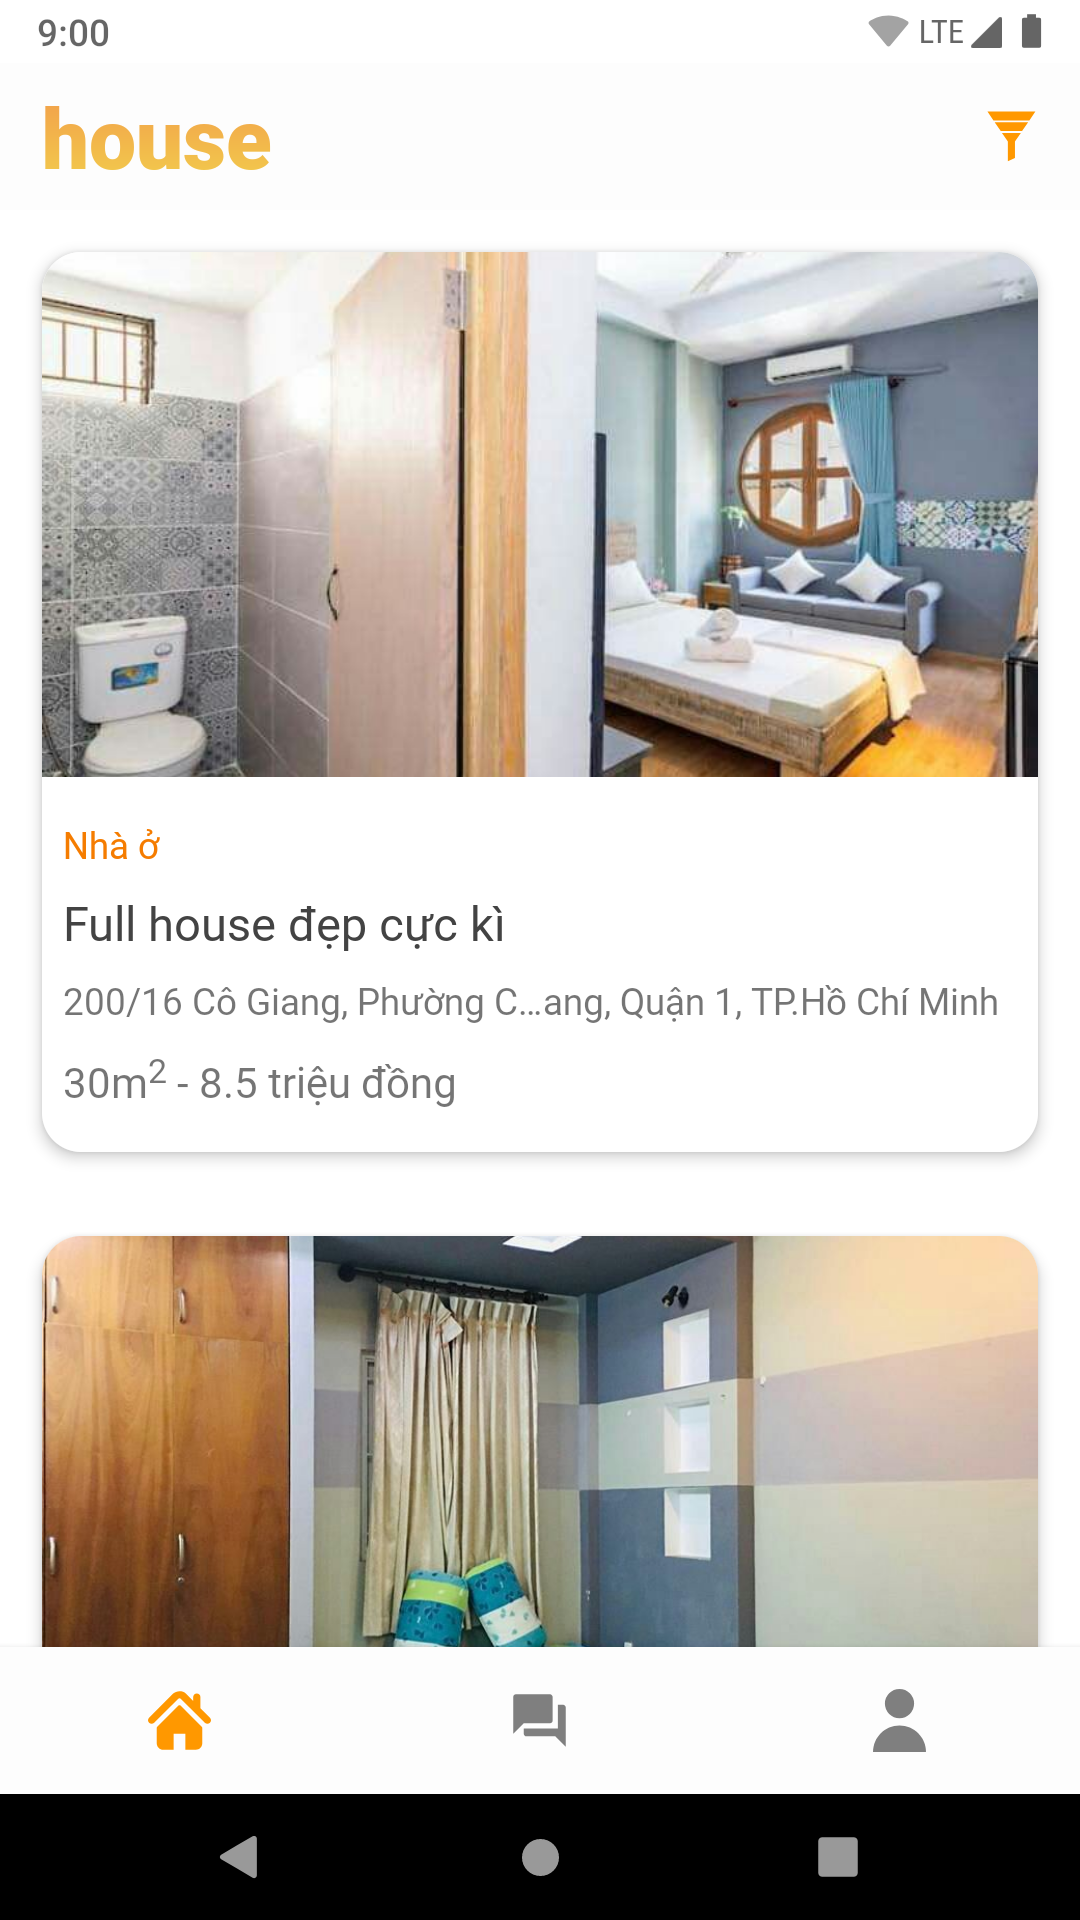 9:00
LTE
house
Nhà ở
Full house đẹp cực kì
200/16 Cô Giang, Phường C...ang, Quận 1, TP.Hồ Chí Minh
30m² - 8.5 triệu đồng